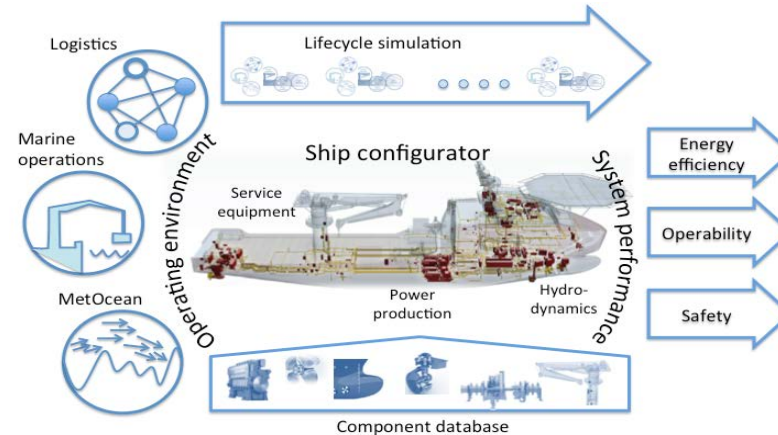 Logistics
Lifecycle simulation
Marine
operations
Operating environment
Ship configurator
System performance
Energy
efficiency
Service
equipment
Operability
MetOcean
Power
production
Hydro-
dynamics
Safety
Component database